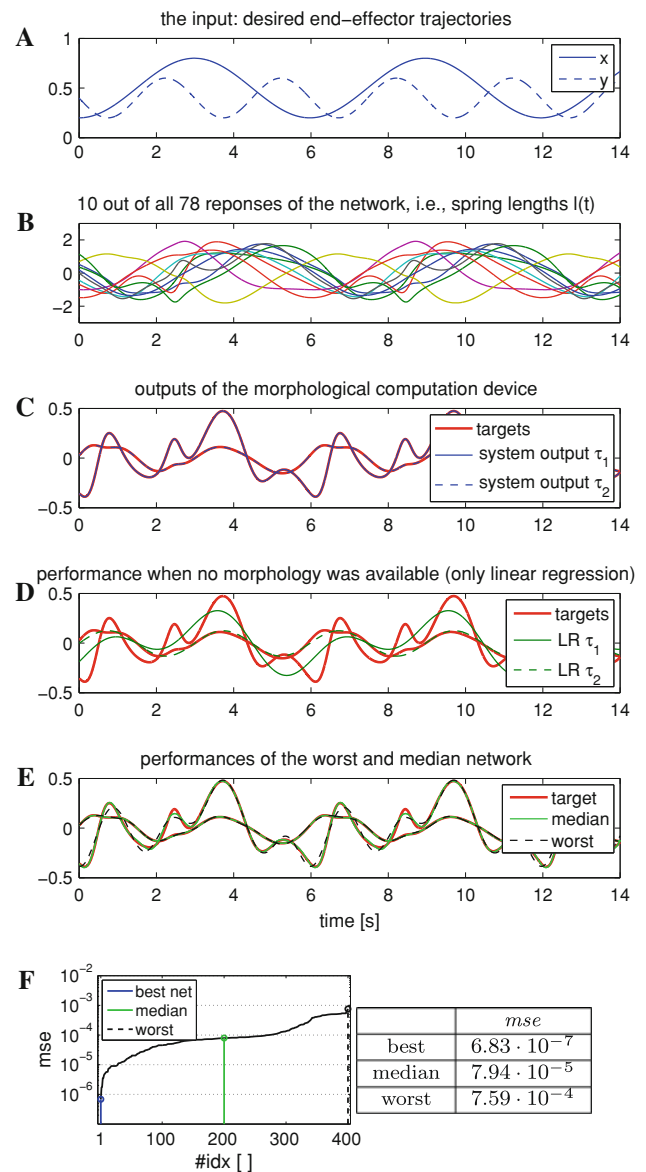 A
the input: desired end−effector trajectories
1
0.5
0
x
y
0 2 4 6 8 10 12 14
B
10 out of all 78 reponses of the network, i.e., spring lengths l(t)
2
0
−2
0 2 4 6 8 10 12 14
C
outputs of the morphological computation device
0.5
0
−0.5
targets
system output τ1
system output τ2
0 2 4 6 8 10 12 14
D
performance when no morphology was available (only linear regression)
0.5
0
−0.5
targets
LR τ1
LR τ2
0 2 4 6 8 10 12 14
E
performances of the worst and median network
0.5
0
−0.5
target
median
worst
0 2 4 6 8 10 12 14
time [s]
F
10−2
10−3
10−4
10−5
10−6
mse
best net
median
worst
1 100 200 300 400
#idx [ ]
mse
best 6.83 · 10−7
median 7.94 · 10−5
worst 7.59 · 10−4